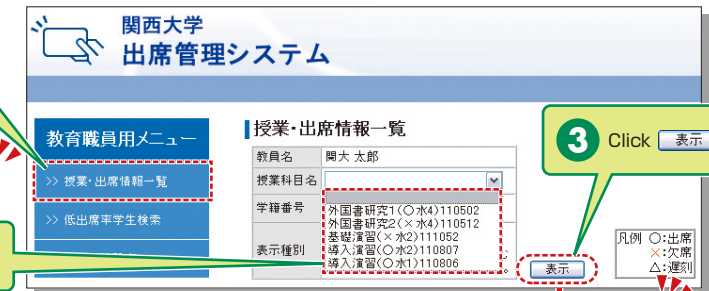 関西大学
出席管理システム
教育職員用メニュー
>> 授業・出席情報一覧
>> 低出席率学生検索
授業・出席情報一覧
教員名 関大 太郎
授業科目名
学籍番号
外国書研究1(○水4)110502
外国書研究2(×水4)110512
基礎演習(×水2)111052
導入演習(○水2)110807
導入演習(○水1)110806
表示種別
表示
3 Click 表示
凡例 ○:出席
×:欠席
△:遅刻